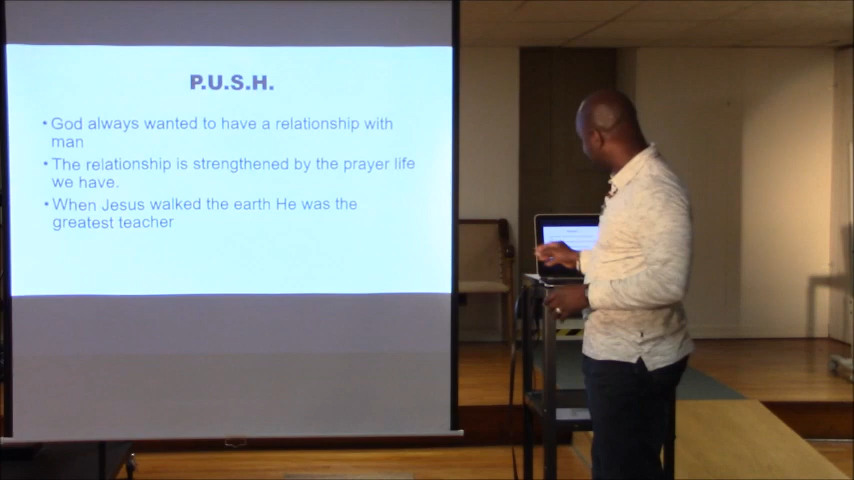 P.U.S.H.
• God always wanted to have a relationship with
man
• The relationship is strengthened by the prayer life
we have.
• When Jesus walked the earth He was the
greatest teacher